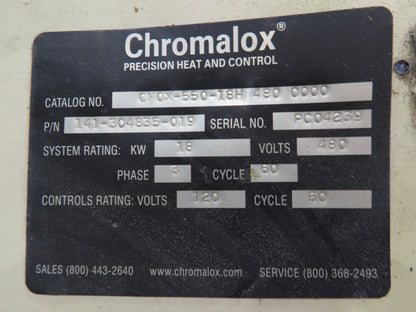 Chromalox®
PRECISION HEAT AND CONTROL
CATALOG NO. CMOX-550-18H 480 0000
P/N 141-304835-019 SERIAL NO. PC04239
SYSTEM RATING: KW 18 VOLTS 480
PHASE 3 CYCLE 60
CONTROLS RATING: VOLTS 120 CYCLE 60
SALES (800) 443-2640 www.chromalox.com SERVICE (800) 368-2493